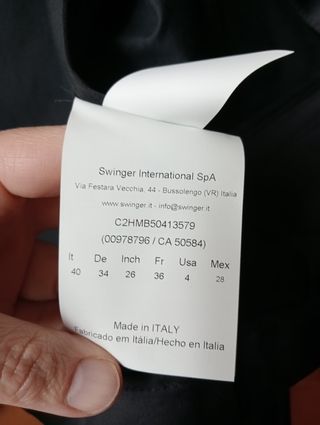 Swinger International SpA
Via Festara Vecchia, 44 - Bussolengo (VR) Italia
www.swinger.it - info@swinger.it
C2HMB50413579
(00978796 / CA 50584)
It De Inch Fr Usa Mex
40 34 26 36 4 28
Made in ITALY
Fabricado em Itália/Hecho en Italia